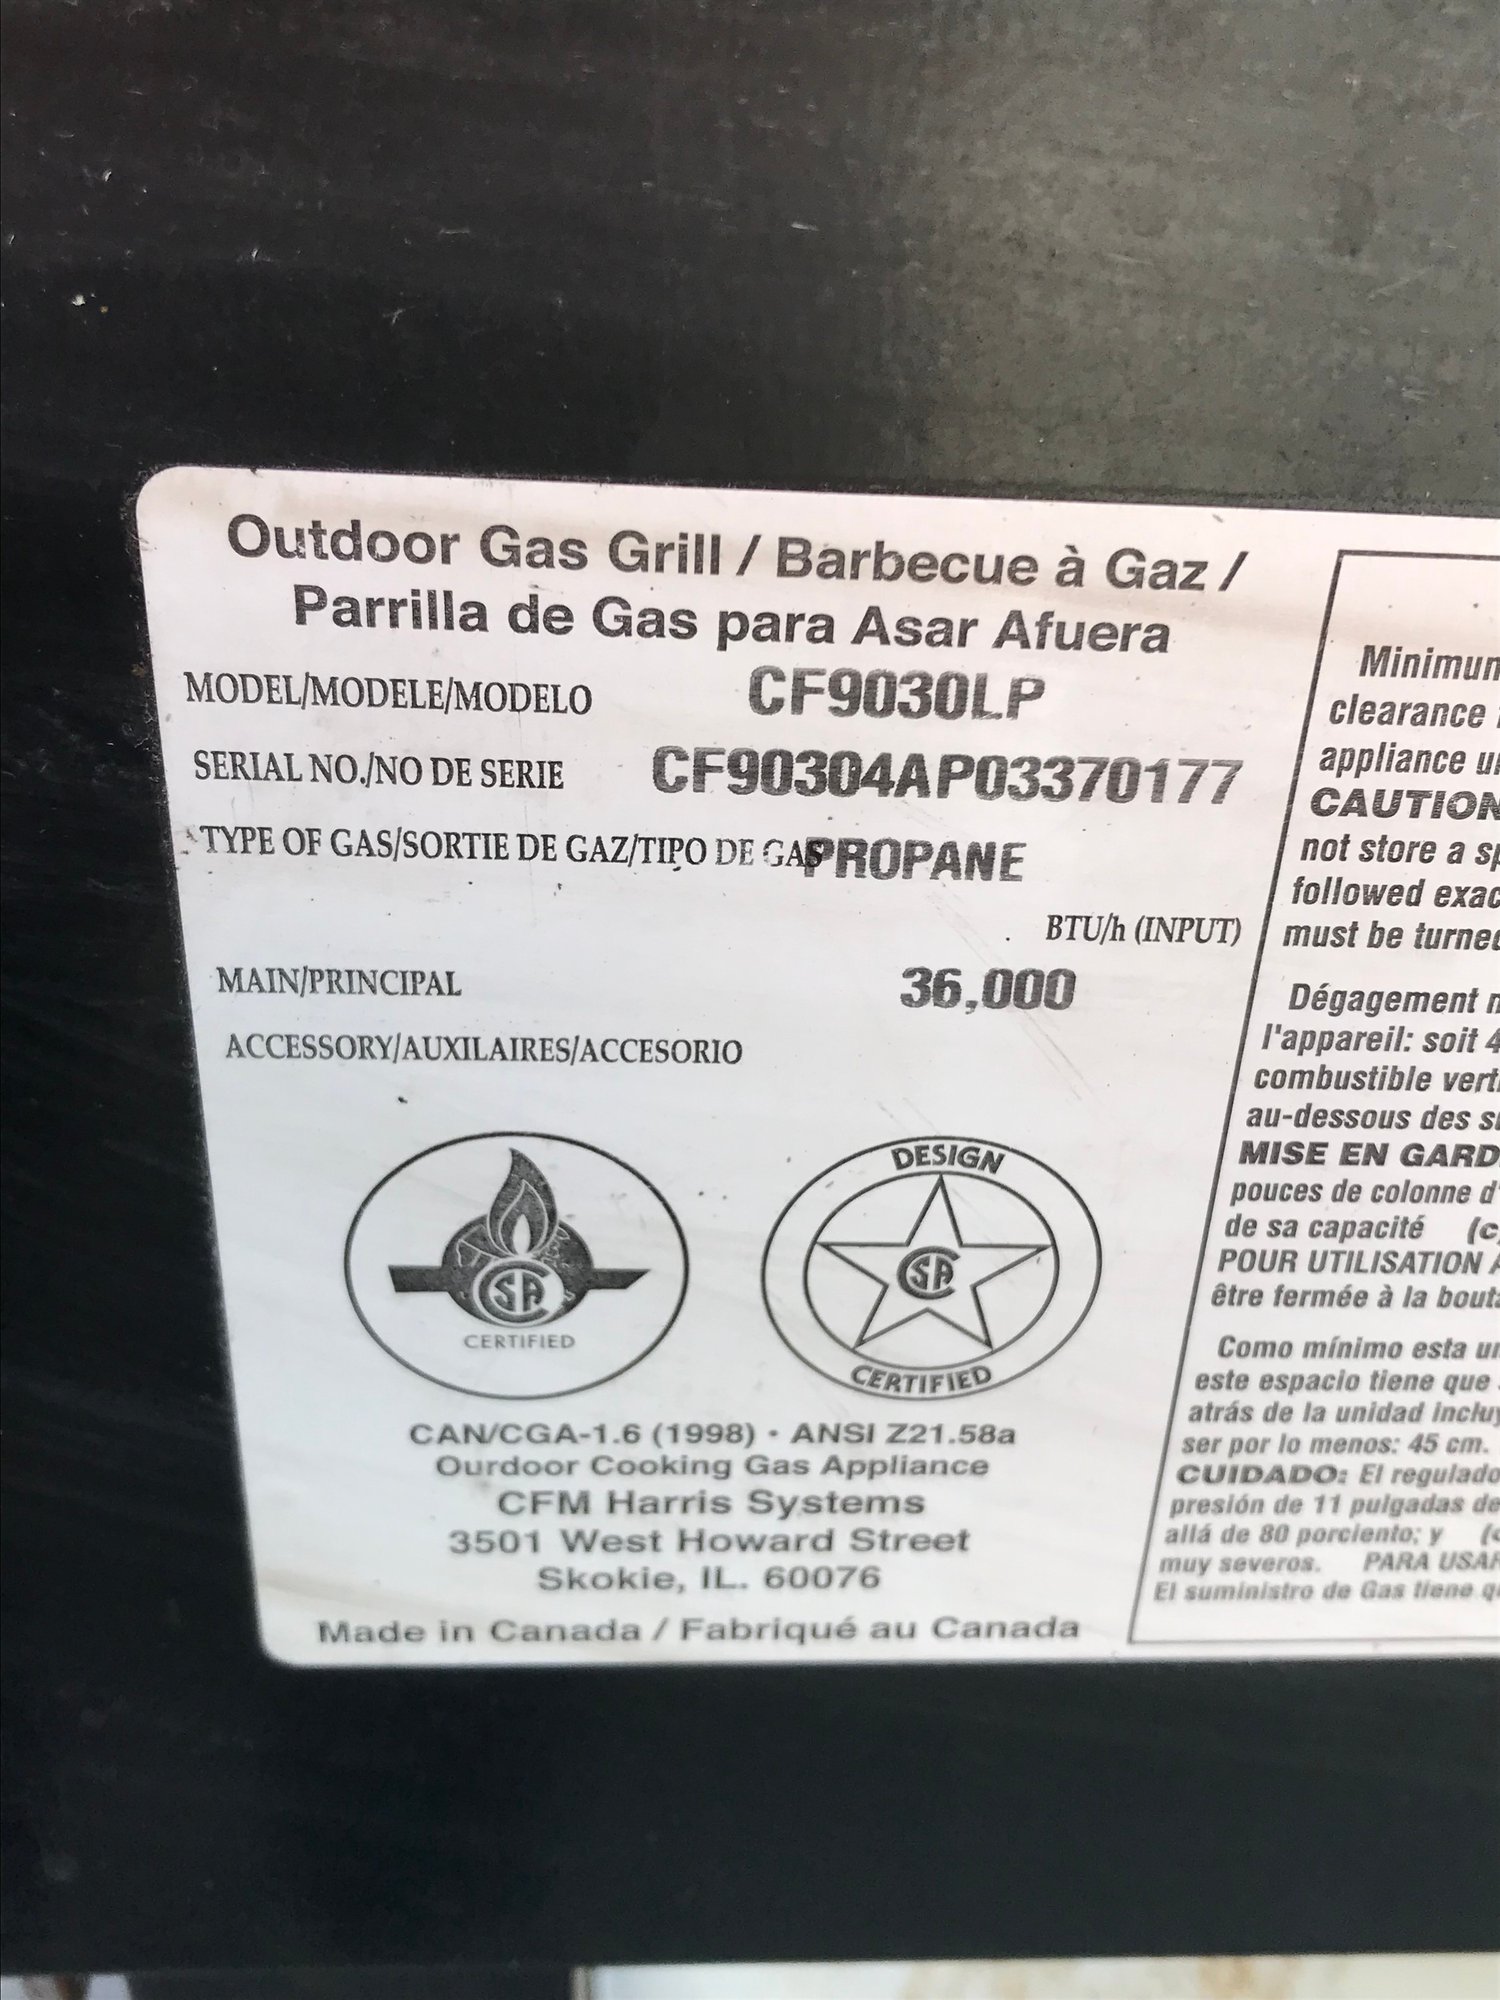 Outdoor Gas Grill / Barbecue à Gaz /
Parrilla de Gas para Asar Afuera
MODEL/MODELE/MODELO CF9030LP
SERIAL NO./NO DE SERIE CF90304AP03370177
TYPE OF GAS/SORTIE DE GAZ/TIPO DE GAS PROPANE
BTU/h (INPUT)
MAIN/PRINCIPAL 36,000
ACCESSORY/AUXILAIRES/ACCESORIO
CSA
CERTIFIED
DESIGN
CSA
CERTIFIED
CAN/CGA-1.6 (1998) • ANSI Z21.58a
Ourdoor Cooking Gas Appliance
CFM Harris Systems
3501 West Howard Street
Skokie, IL. 60076
Made in Canada / Fabriqué au Canada
clearance
appliance
CAUTION
not store a
followed
must be
Dégagement
l'appareil: soit 4
combustible
au-dessous des
MISE EN
pouces de colonne
de sa capacité
POUR UTILISATION
être fermée à la
Como mínimo esta
este espacio tiene que
atrás de la unidad
ser por lo menos: 45 cm.
CUIDADO: El
presión de 11 pulgadas de
allá de 80 porciento; y
muy severos. PARA
El suministro de Gas tiene